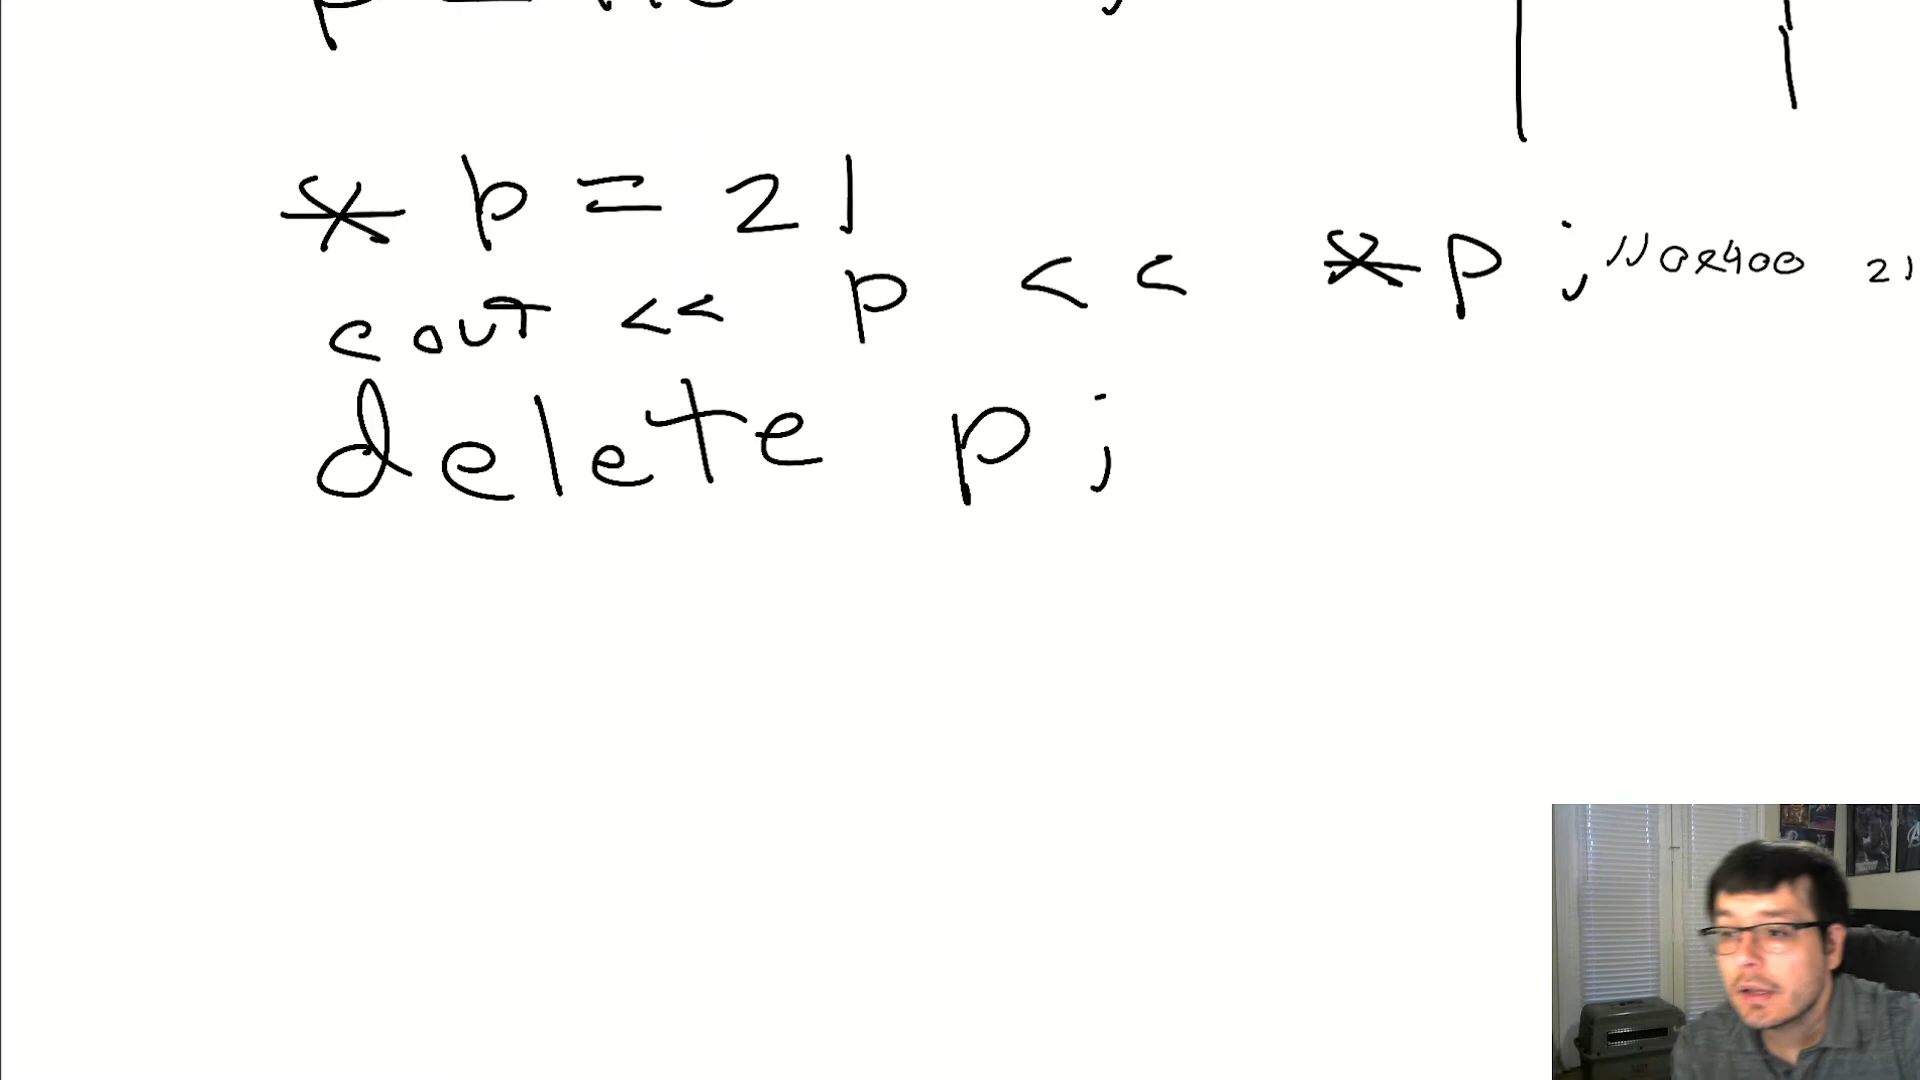 * p = 21
cout << p << *p ; // 0x400 21
delete p ;